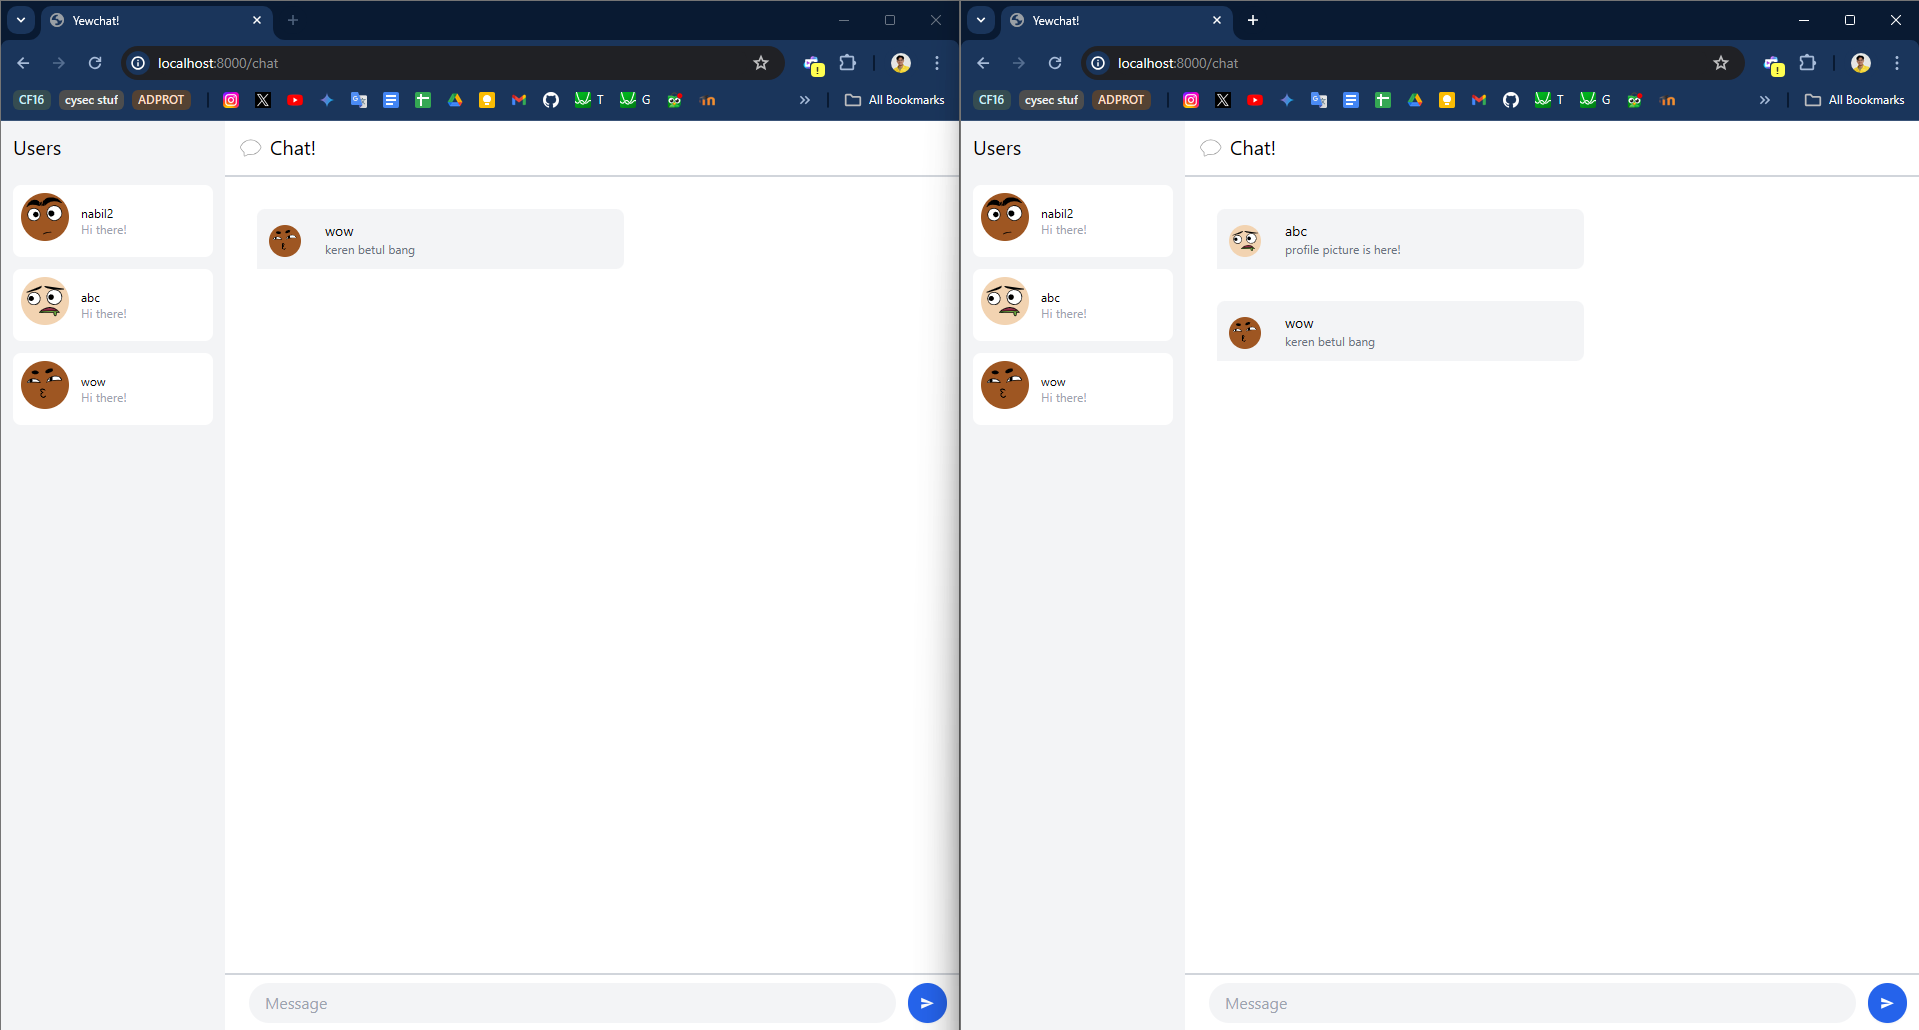 Yewchat!
localhost:8000/chat
CF16 cysec stuf ADPROT T G All Bookmarks
Users
Chat!
nabil2
Hi there!
abc
Hi there!
wow
Hi there!
wow
keren betul bang
Message
Yewchat!
localhost:8000/chat
CF16 cysec stuf ADPROT T G All Bookmarks
Users
Chat!
nabil2
Hi there!
abc
Hi there!
wow
Hi there!
abc
profile picture is here!
wow
keren betul bang
Message